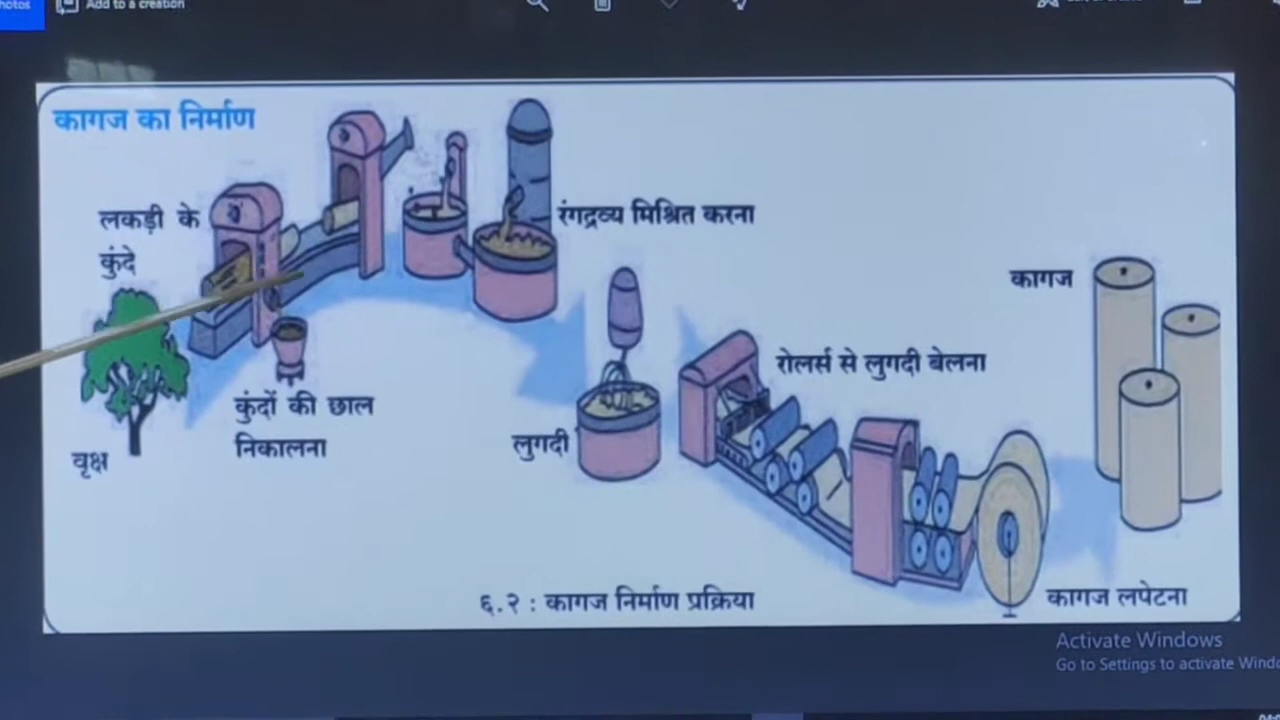 Add to a creation
कागज का निर्माण
लकड़ी के
कुंदे
रंगद्रव्य मिश्रित करना
कागज
रोलर्स से लुगदी बेलना
कुंदों की छाल
निकालना
लुगदी
वृक्ष
६.२ : कागज निर्माण प्रक्रिया
कागज लपेटना
Activate Windows
Go to Settings to activate